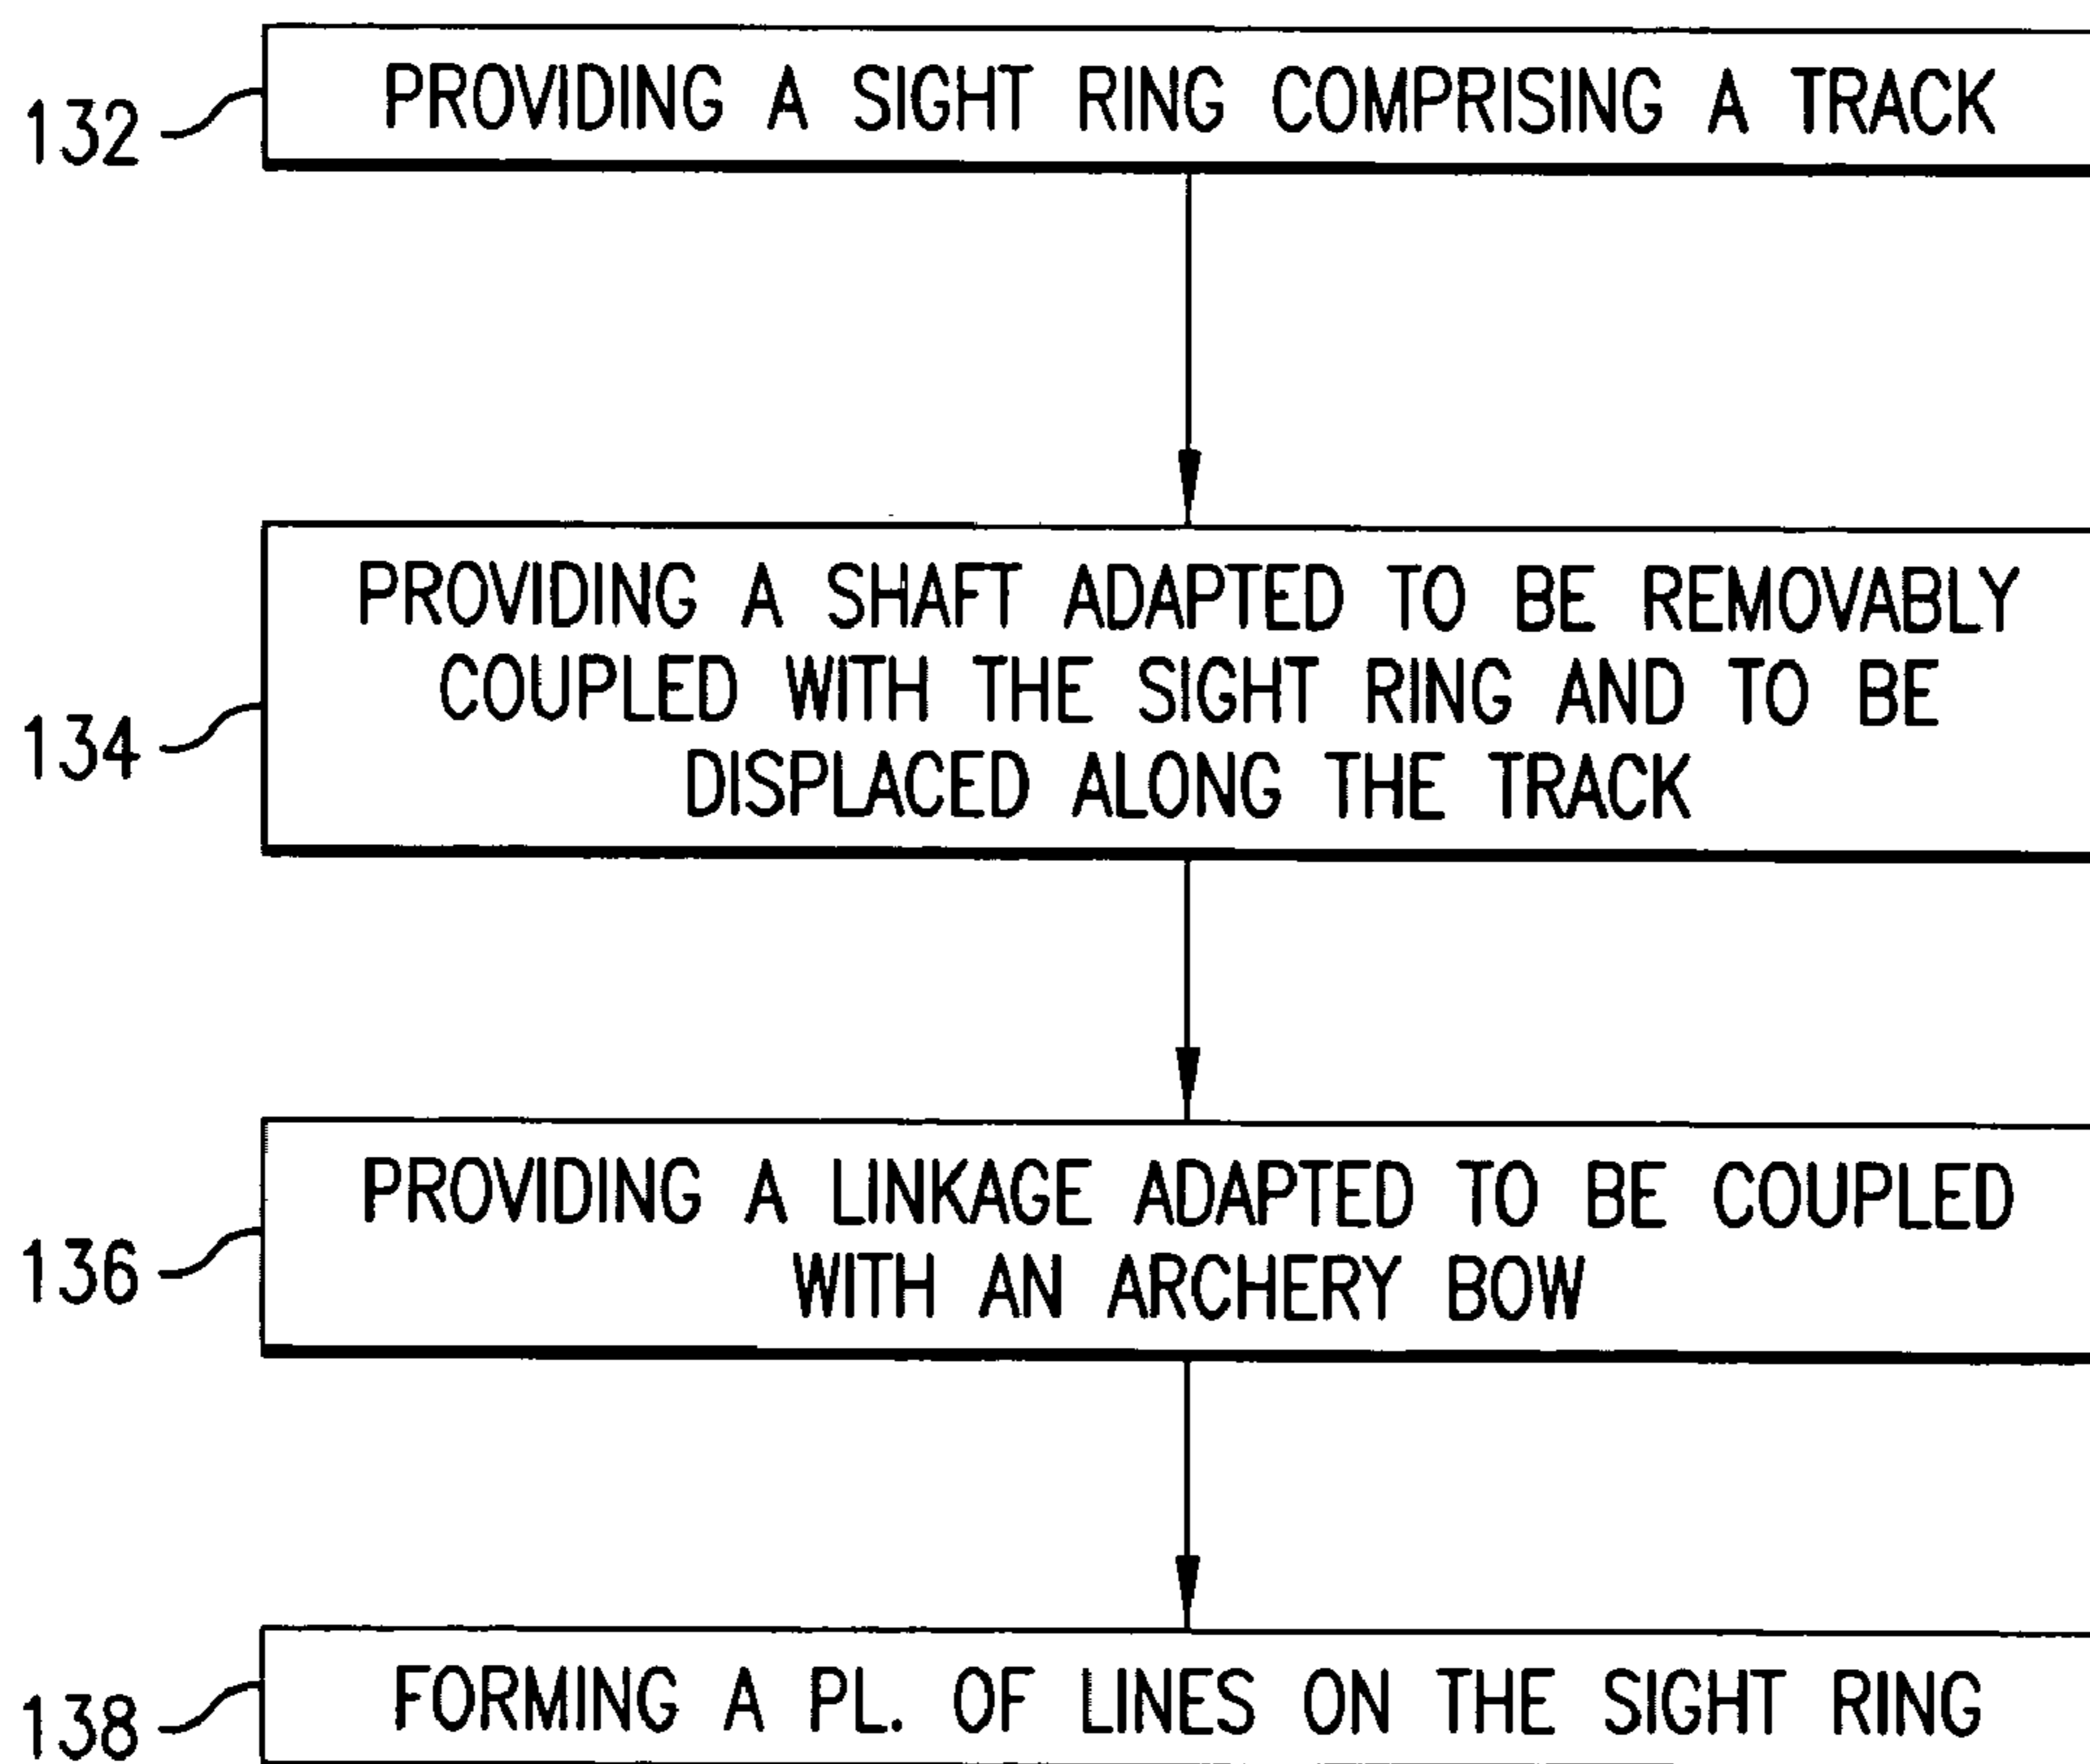 132
PROVIDING A SIGHT RING COMPRISING A TRACK
134
PROVIDING A SHAFT ADAPTED TO BE REMOVABLY
COUPLED WITH THE SIGHT RING AND TO BE
DISPLACED ALONG THE TRACK
136
PROVIDING A LINKAGE ADAPTED TO BE COUPLED
WITH AN ARCHERY BOW
138
FORMING A PL. OF LINES ON THE SIGHT RING